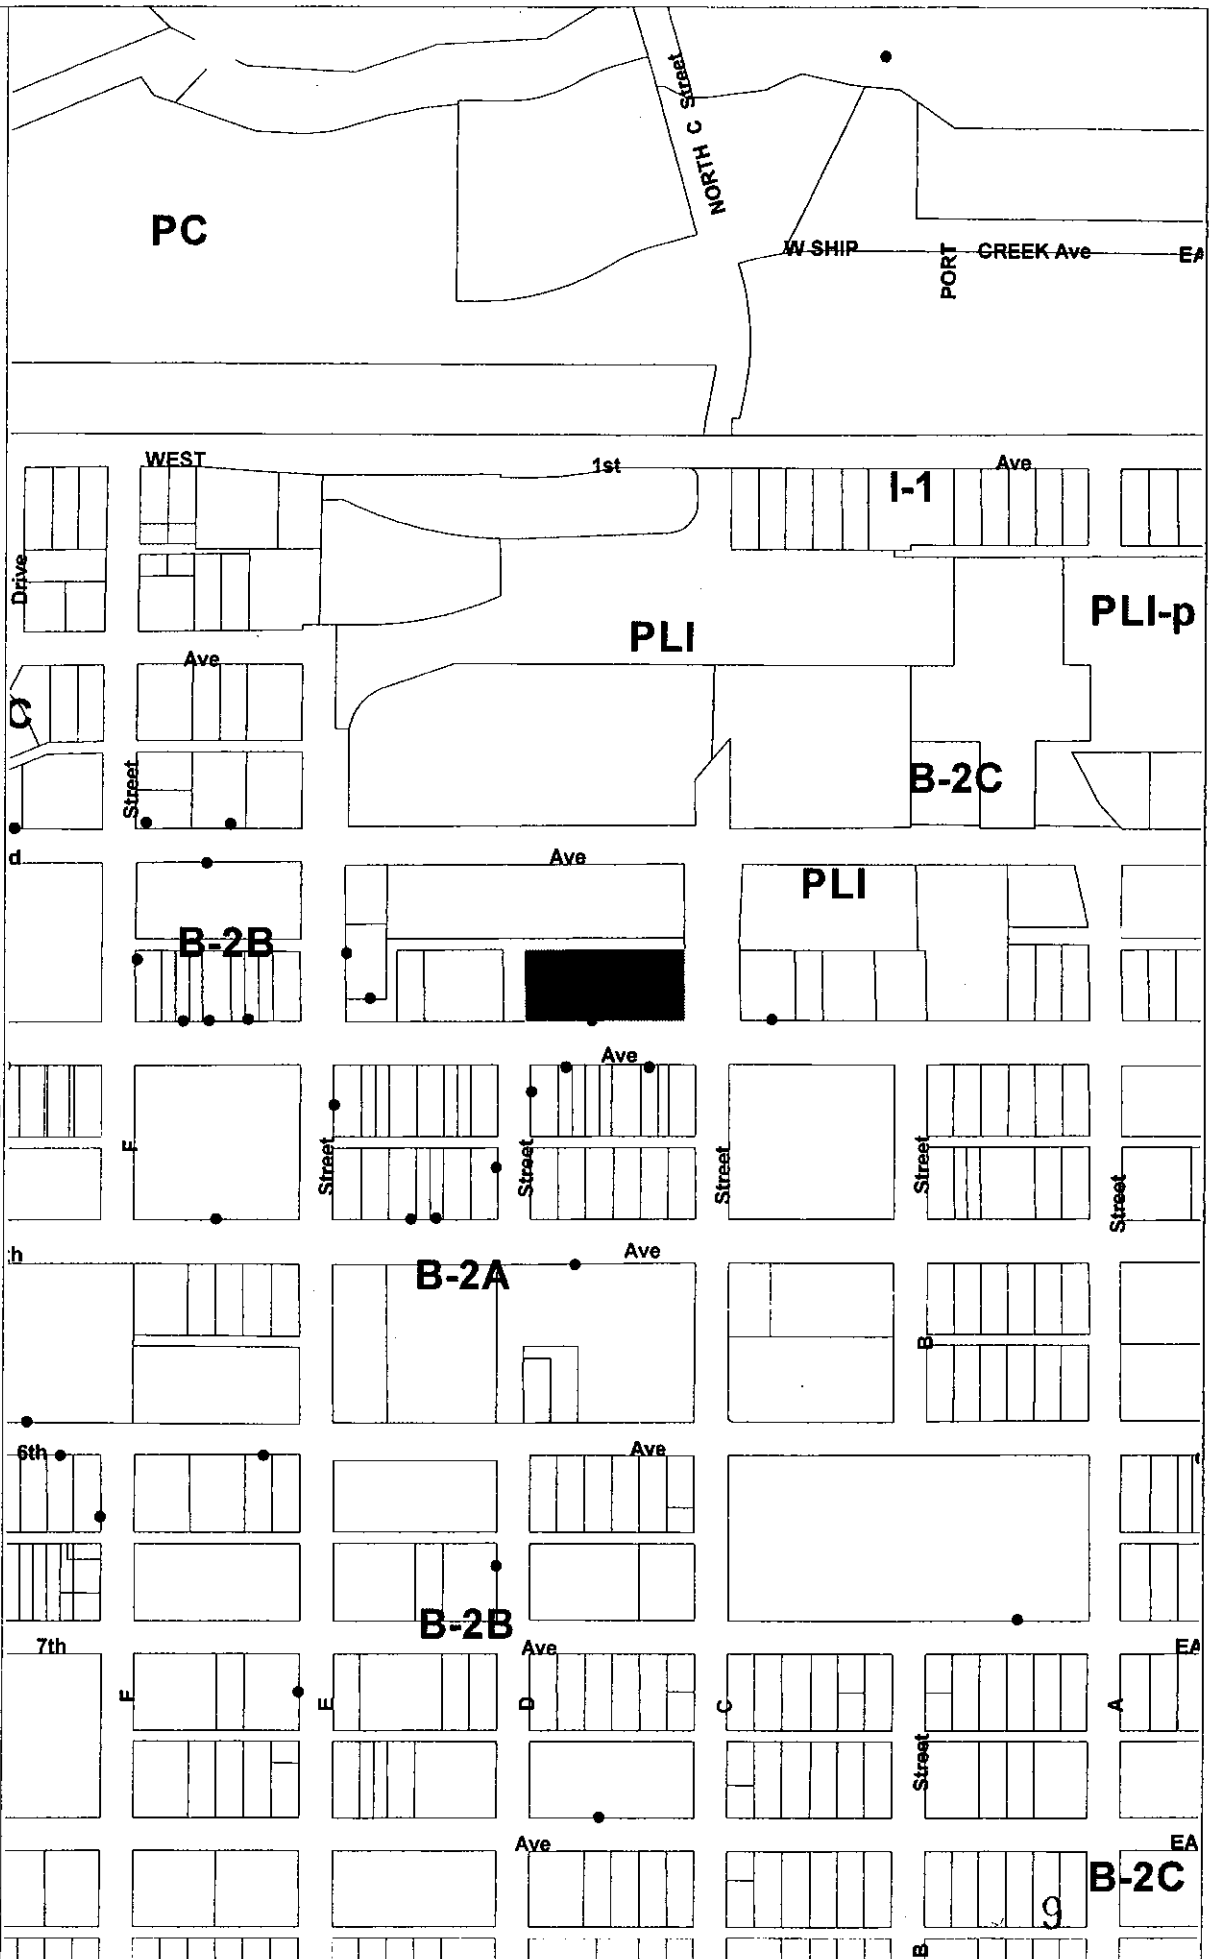 NORTH C Street
PC
W SHIP
PORT
CREEK Ave
EA
WEST
1st
Ave
I-1
Drive
PLI
PLI-p
Ave
C
Street
B-2C
d
Ave
PLI
B-2B
Ave
F
Street
Street
Street
Street
Street
h
Ave
B-2A
B
6th
Ave
B-2B
7th
Ave
EA
F
E
D
C
A
Street
Ave
EA
B-2C
9
B